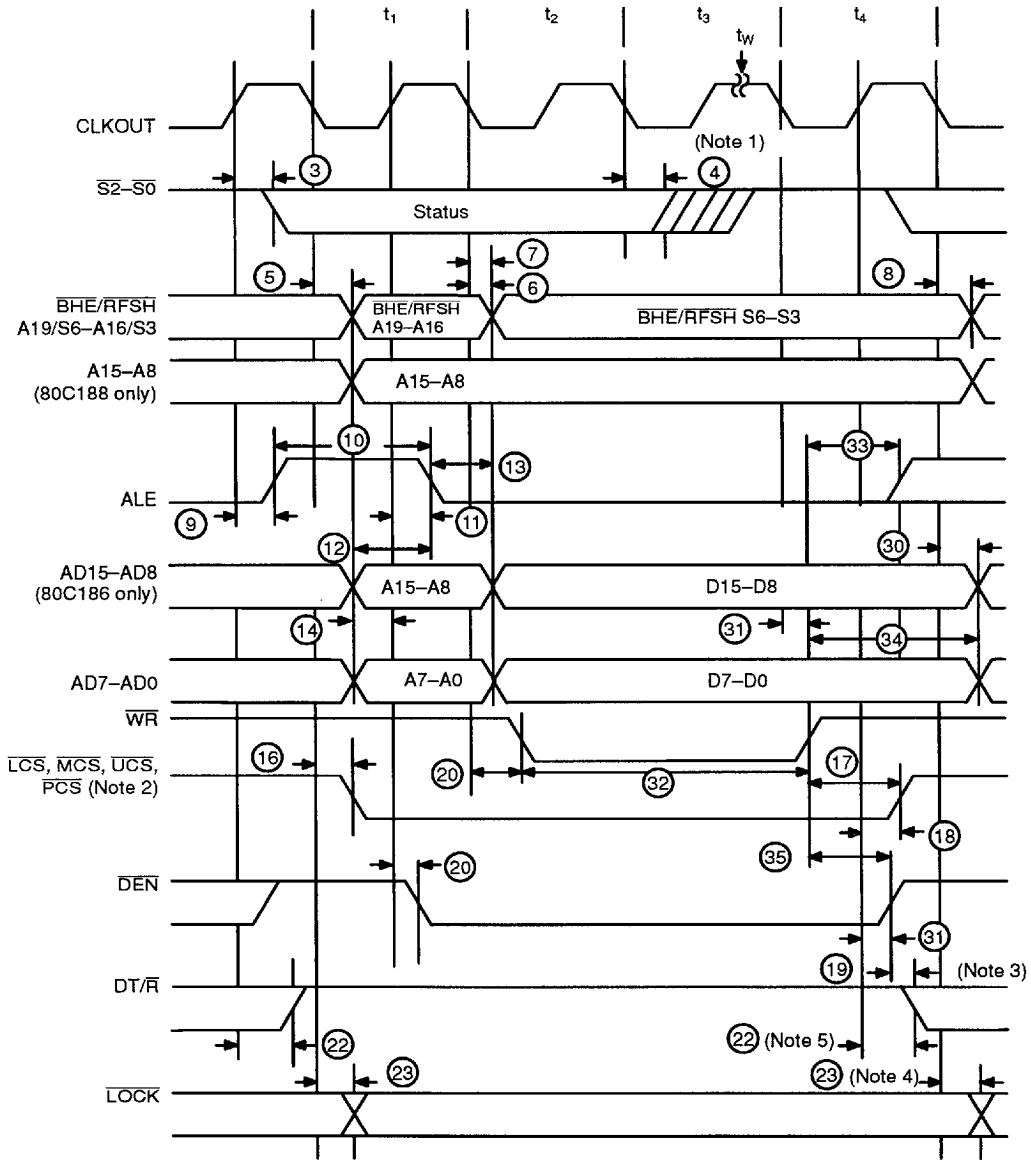 t1 t2 t3 t4
tW
CLKOUT
(Note 1)
3 4
S2–S0
Status
7
5 6 8
BHE/RFSH
A19/S6–A16/S3
BHE/RFSH
A19–A16
BHE/RFSH S6–S3
A15–A8
(80C188 only)
A15–A8
10 33
13
ALE
9 11
12 30
AD15–AD8
(80C186 only)
A15–A8
D15–D8
14 31 34
AD7–AD0
A7–A0
D7–D0
WR
LCS, MCS, UCS,
PCS (Note 2)
16 20 32 17
18
20 35
DEN
31
19 (Note 3)
DT/R
22 22 (Note 5)
23 23 (Note 4)
LOCK